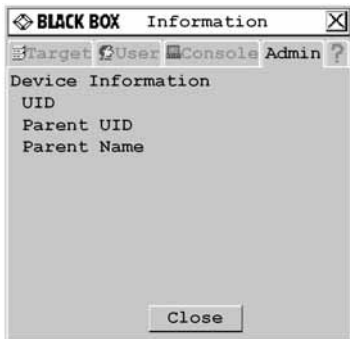 BLACK BOX Information X
Target User Console Admin ?
Device Information
UID
Parent UID
Parent Name
Close